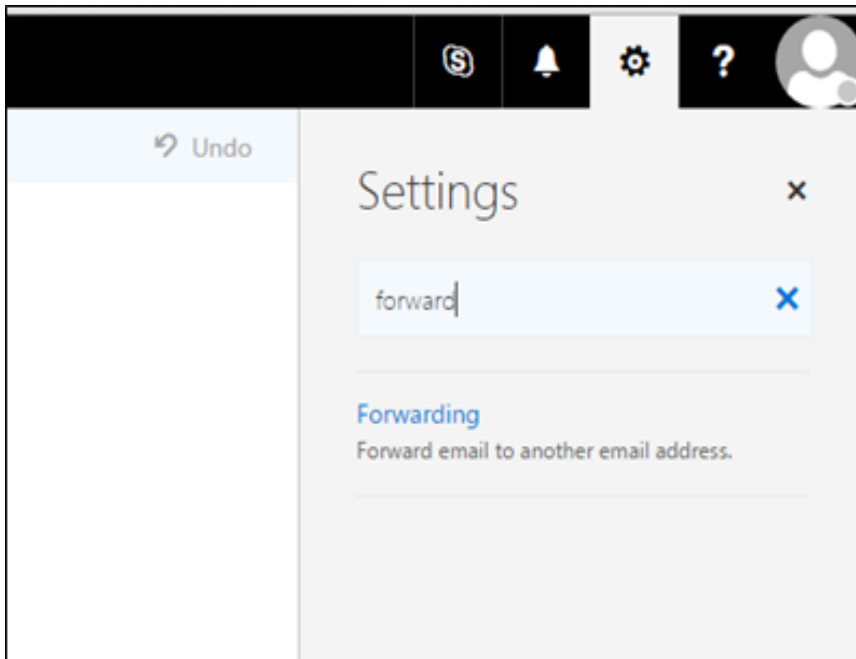 Undo
Settings
forward
Forwarding
Forward email to another email address.